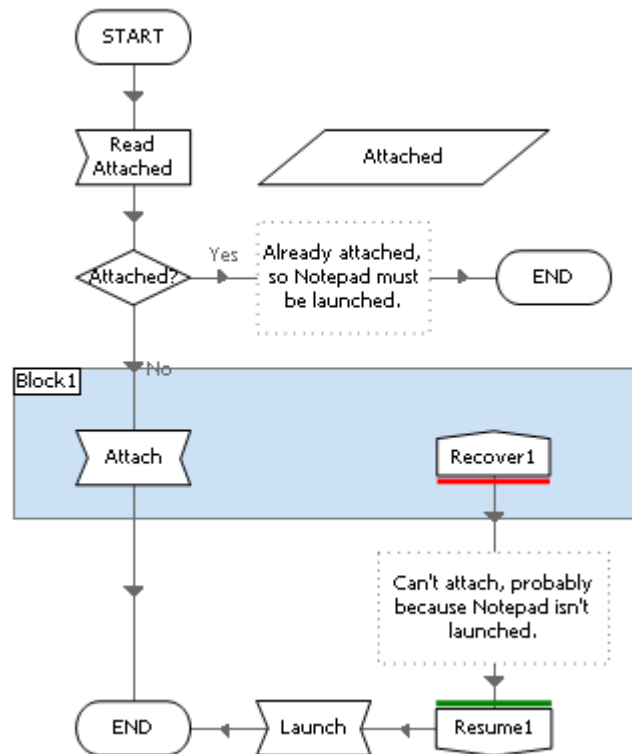 START
Read
Attached
Attached
Attached?
Yes
Already attached,
so Notepad must
be launched.
END
No
Block1
Attach
Recover1
Can't attach, probably
because Notepad isn't
launched.
END
Launch
Resume1